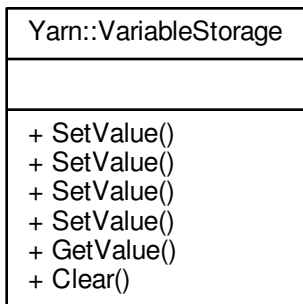 Yarn::VariableStorage
+ SetValue()
+ SetValue()
+ SetValue()
+ SetValue()
+ GetValue()
+ Clear()